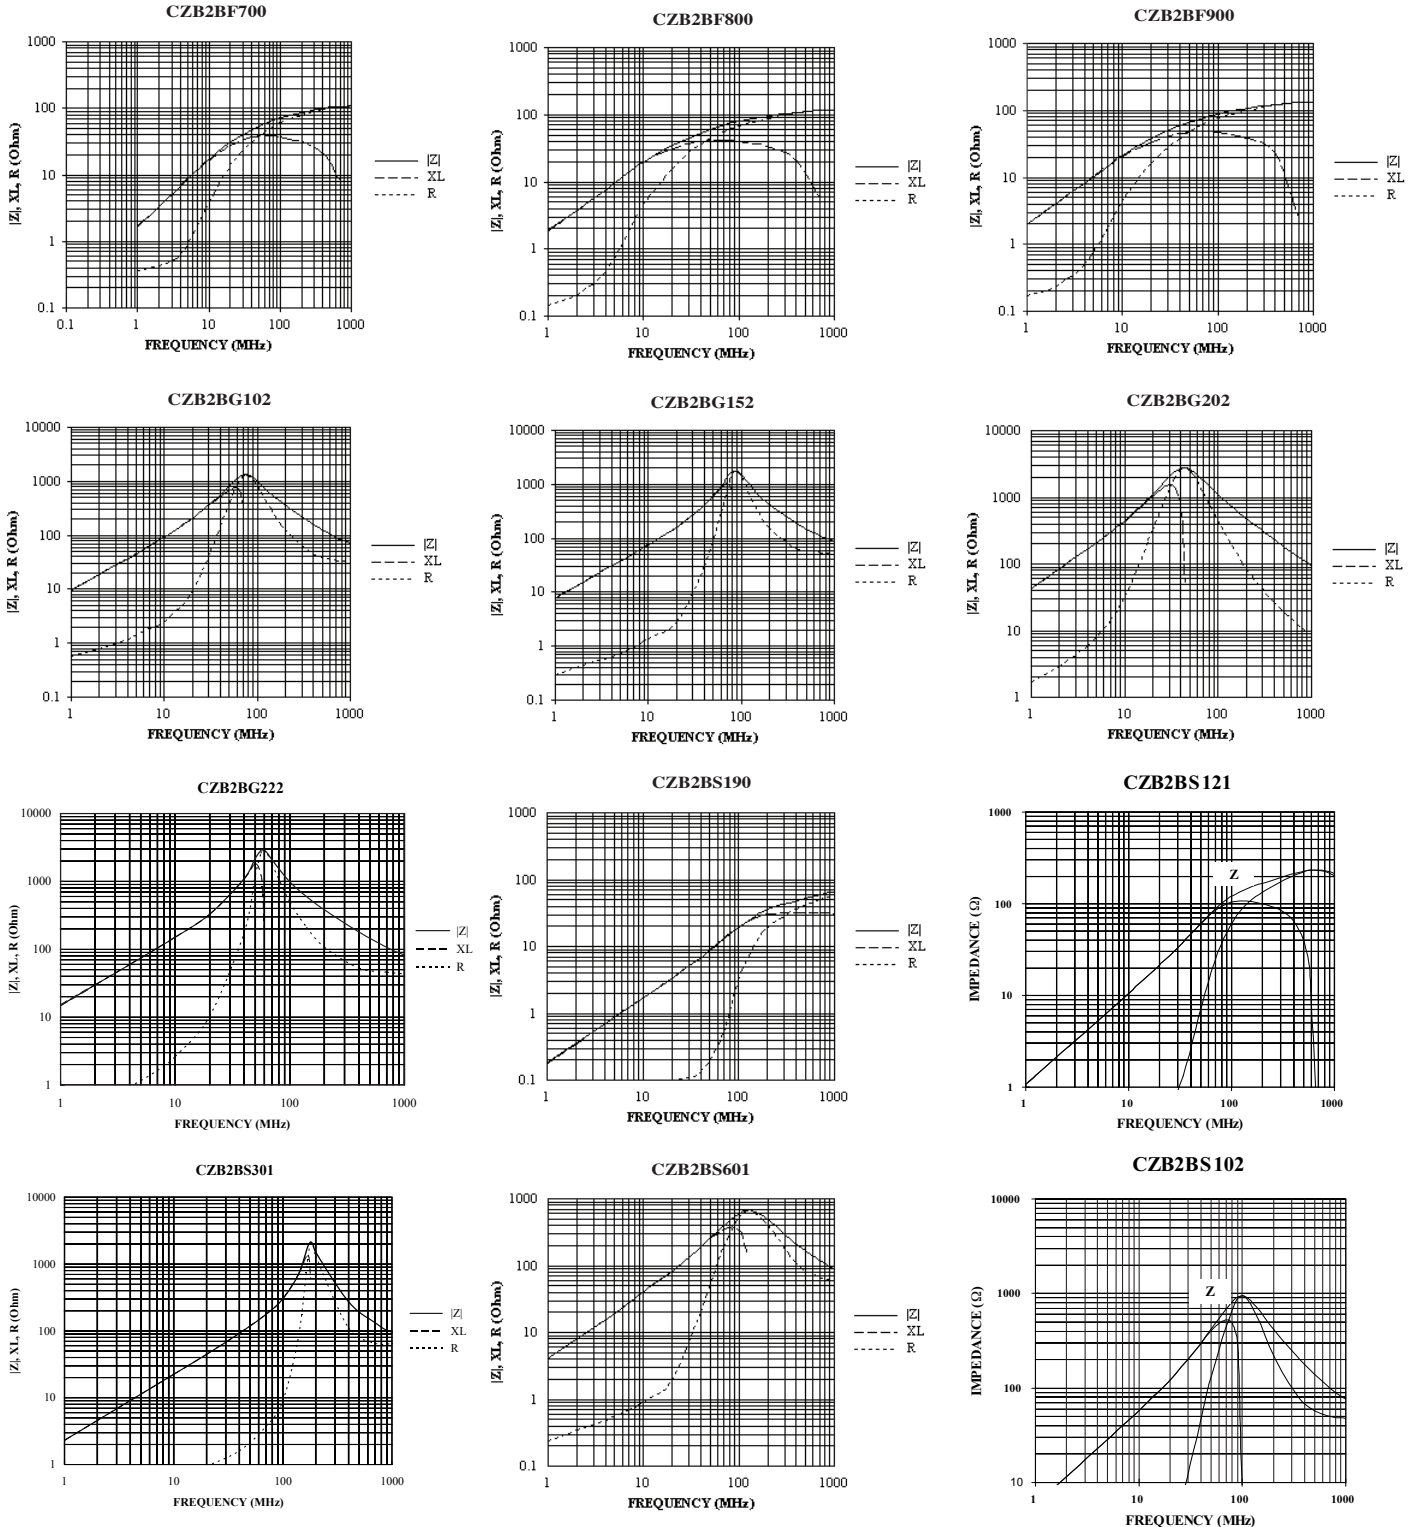 CZB2BF700
1000
100
10
1
0.1
0.1 1 10 100 1000
|Z|, XL, R (Ohm)
FREQUENCY (MHz)
|Z|
XL
R
CZB2BF800
1000
100
10
1
0.1
1 10 100 1000
|Z|, XL, R (Ohm)
FREQUENCY (MHz)
|Z|
XL
R
CZB2BF900
1000
100
10
1
0.1
1 10 100 1000
|Z|, XL, R (Ohm)
FREQUENCY (MHz)
|Z|
XL
R
CZB2BG102
10000
1000
100
10
1
0.1
1 10 100 1000
|Z|, XL, R (Ohm)
FREQUENCY (MHz)
|Z|
XL
R
CZB2BG152
10000
1000
100
10
1
0.1
1 10 100 1000
|Z|, XL, R (Ohm)
FREQUENCY (MHz)
|Z|
XL
R
CZB2BG202
10000
1000
100
10
1
1 10 100 1000
|Z|, XL, R (Ohm)
FREQUENCY (MHz)
|Z|
XL
R
CZB2BG222
10000
1000
100
10
1
1 10 100 1000
|Z|, XL, R (Ohm)
FREQUENCY (MHz)
|Z|
XL
R
CZB2BS190
1000
100
10
1
0.1
1 10 100 1000
|Z|, XL, R (Ohm)
FREQUENCY (MHz)
|Z|
XL
R
CZB2BS121
1000
100
10
1
1 10 100 1000
IMPEDANCE (Ω)
Z
FREQUENCY (MHz)
CZB2BS301
10000
1000
100
10
1
1 10 100 1000
|Z|, XL, R (Ohm)
FREQUENCY (MHz)
|Z|
XL
R
CZB2BS601
1000
100
10
1
0.1
1 10 100 1000
|Z|, XL, R (Ohm)
FREQUENCY (MHz)
|Z|
XL
R
CZB2BS102
10000
1000
100
10
1 10 100 1000
IMPEDANCE (Ω)
Z
FREQUENCY (MHz)